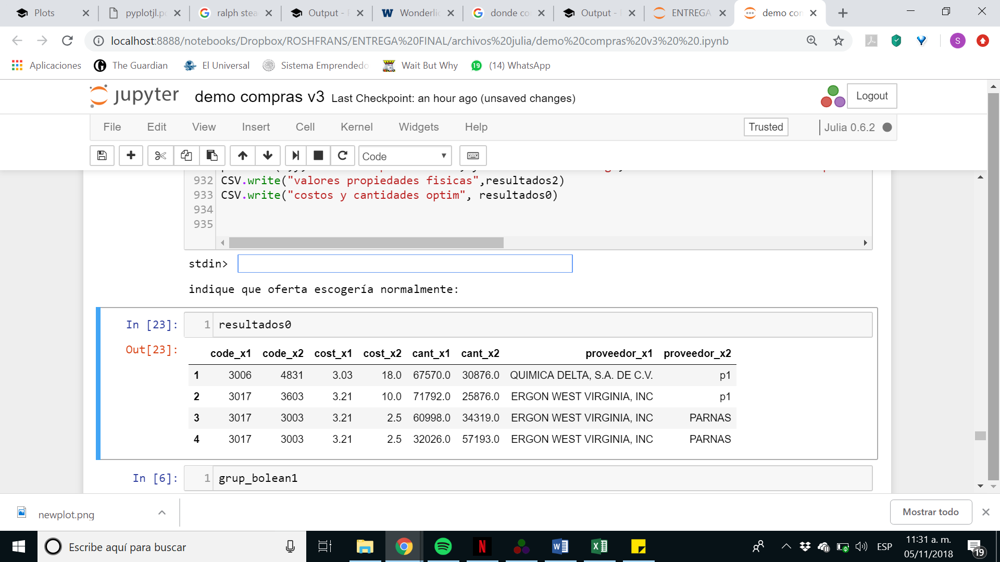 Plots
pyplotjl.p
ralph stea
Output -
Wonderlic
donde co
Output -
ENTREGA
demo con
localhost:8888/notebooks/Dropbox/ROSHFRANS/ENTREGA%20FINAL/archivos%20julia/demo%20compras%20v3%20%20.ipynb
S
Aplicaciones
The Guardian
El Universal
Sistema Emprendedo
Wait But Why
19
(14) WhatsApp
jupyter
demo compras v3
Last Checkpoint: an hour ago (unsaved changes)
Logout
File Edit View Insert Cell Kernel Widgets Help
Trusted
Julia 0.6.2
Code
932 CSV.write("valores propiedades fisicas",resultados2)
933 CSV.write("costos y cantidades optim", resultados0)
934
935
stdin>
indique que oferta escogería normalmente:
In [23]: 1 resultados0
Out[23]:
code_x1 code_x2 cost_x1 cost_x2 cant_x1 cant_x2 proveedor_x1 proveedor_x2
1 3006 4831 3.03 18.0 67570.0 30876.0 QUIMICA DELTA, S.A. DE C.V. p1
2 3017 3603 3.21 10.0 71792.0 25876.0 ERGON WEST VIRGINIA, INC p1
3 3017 3003 3.21 2.5 60998.0 34319.0 ERGON WEST VIRGINIA, INC PARNAS
4 3017 3003 3.21 2.5 32026.0 57193.0 ERGON WEST VIRGINIA, INC PARNAS
In [6]: 1 grup_bolean1
newplot.png
Mostrar todo
Escribe aquí para buscar
ESP
11:31 a. m.
05/11/2018
19